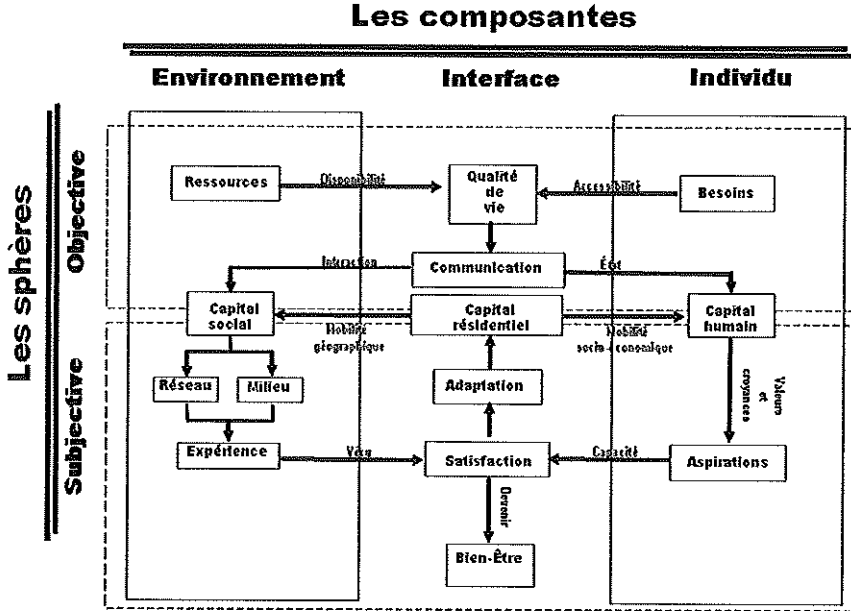 Les composantes
Environnement
Interface
Individu
Les sphères
Objective
Subjective
Ressources
Disponibilité
Qualité
de
vie
Accessibilité
Besoins
Interaction
Communication
État
Capital
social
Capital
résidentiel
Capital
humain
Mobilité
géographique
Mobilité
socio-économique
Réseau
Milieu
Adaptation
Valeurs
et
croyances
Expérience
Vécu
Satisfaction
Capacité
Aspirations
Devenir
Bien-Être